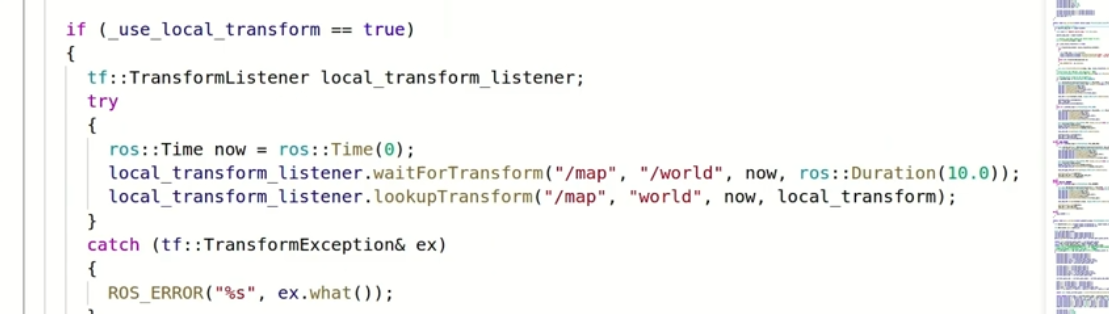 if (_use_local_transform == true)
{
tf::TransformListener local_transform_listener;
try
{
ros::Time now = ros::Time(0);
local_transform_listener.waitForTransform("/map", "/world", now, ros::Duration(10.0));
local_transform_listener.lookupTransform("/map", "world", now, local_transform);
}
catch (tf::TransformException& ex)
{
ROS_ERROR("%s", ex.what());